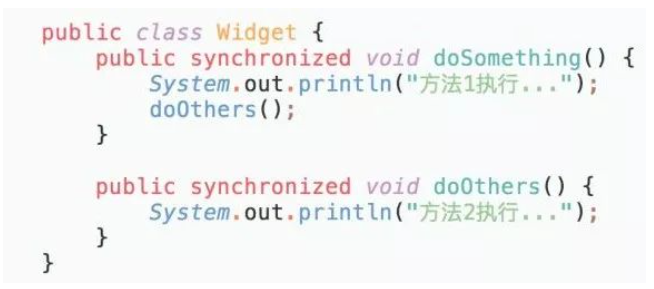 public class Widget {
    public synchronized void doSomething() {
        System.out.println("方法1执行...");
        doOthers();
    }

    public synchronized void doOthers() {
        System.out.println("方法2执行...");
    }
}